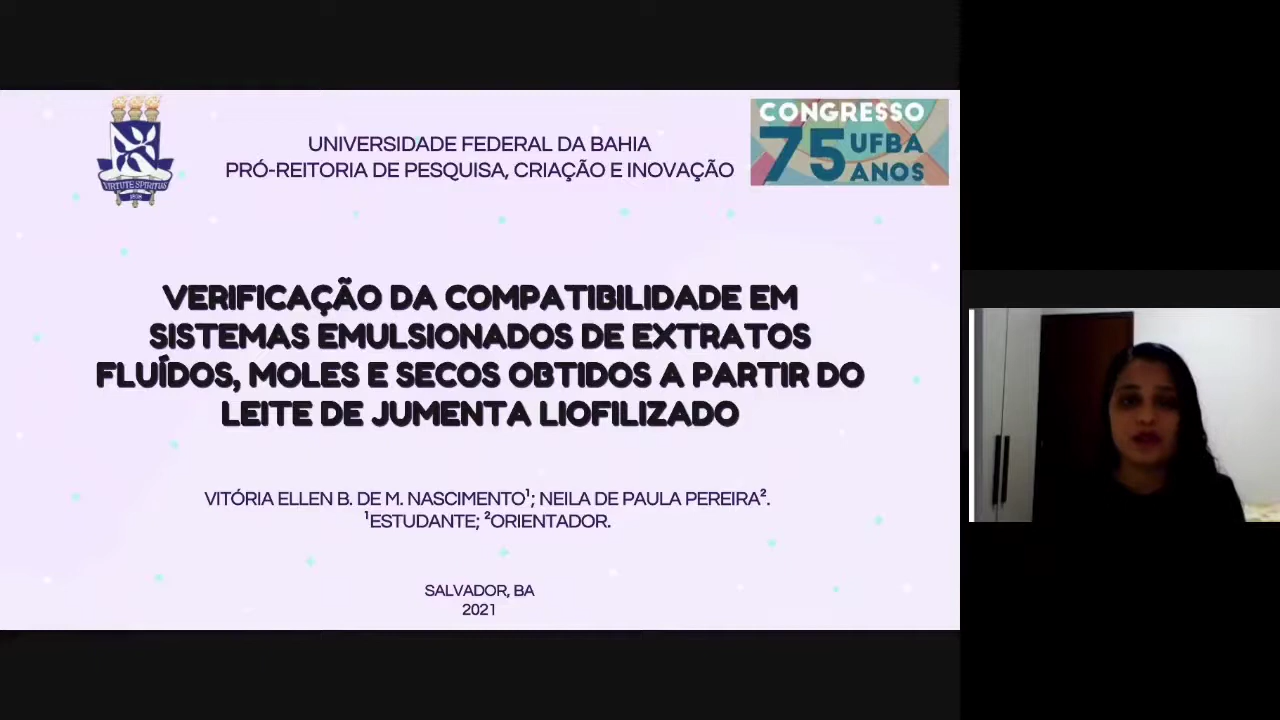 UNIVERSIDADE FEDERAL DA BAHIA
PRÓ-REITORIA DE PESQUISA, CRIAÇÃO E INOVAÇÃO
CONGRESSO
75 UFBA
ANOS
VIRTUTE SPIRITUS
VERIFICAÇÃO DA COMPATIBILIDADE EM
SISTEMAS EMULSIONADOS DE EXTRATOS
FLUÍDOS, MOLES E SECOS OBTIDOS A PARTIR DO
LEITE DE JUMENTA LIOFILIZADO
VITÓRIA ELLEN B. DE M. NASCIMENTO¹; NEILA DE PAULA PEREIRA².
¹ESTUDANTE; ²ORIENTADOR.
SALVADOR, BA
2021